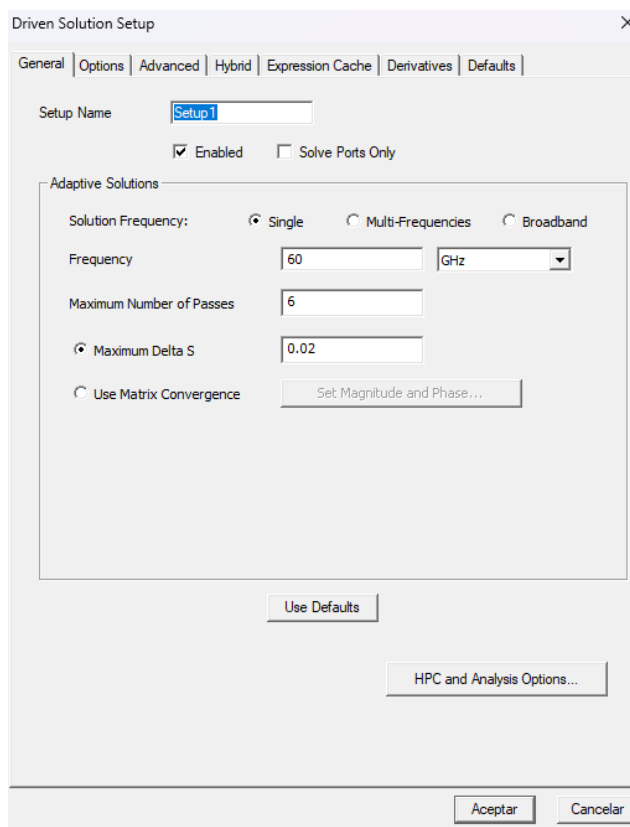 Driven Solution Setup
General Options Advanced Hybrid Expression Cache Derivatives Defaults
Setup Name Setup1
Enabled Solve Ports Only
Adaptive Solutions
Solution Frequency: Single Multi-Frequencies Broadband
Frequency 60 GHz
Maximum Number of Passes 6
Maximum Delta S 0.02
Use Matrix Convergence Set Magnitude and Phase...
Use Defaults
HPC and Analysis Options...
Aceptar Cancelar